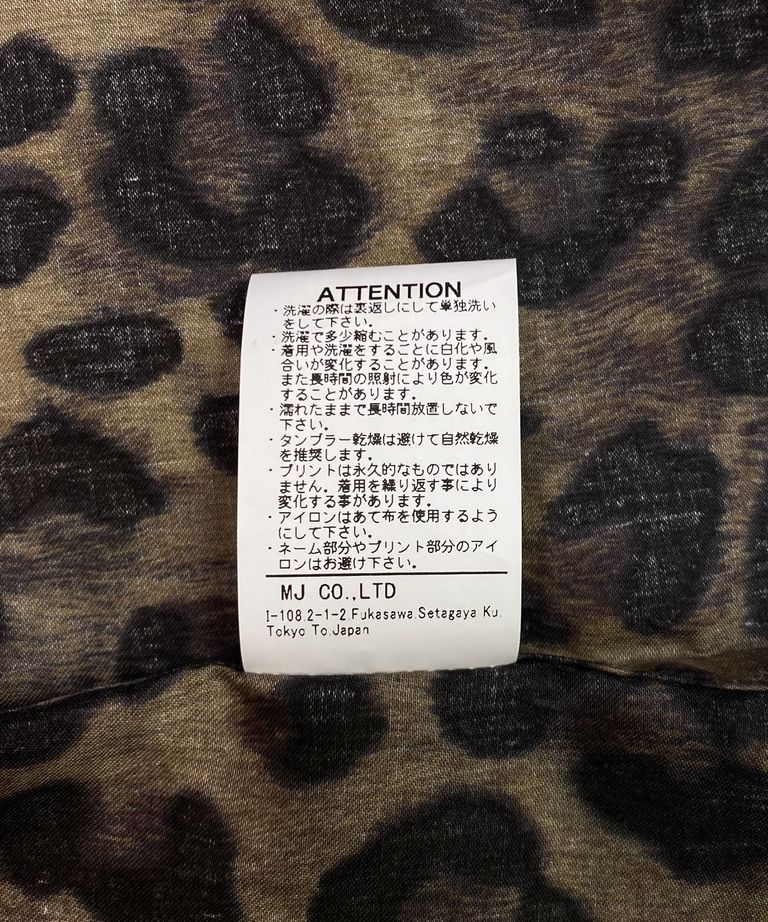 ATTENTION
・洗濯の際は裏返しにして単独洗い
をして下さい。
・洗濯で多少縮むことがあります。
・着用や洗濯をするごとに白化や風
合いが変化することがあります。
また長時間の照射により色が変化
することがあります。
・濡れたままで長時間放置しないで
下さい。
・タンブラー乾燥は避けて自然乾燥
を推奨します。
・プリントは永久的なものではあり
ません。着用を繰り返す事により
変化する事があります。
・アイロンはあて布を使用するよう
にして下さい。
・ネーム部分やプリント部分のアイ
ロンはお避け下さい。
MJ CO.,LTD
I-108.2-1-2.Fukasawa.Setagaya Ku.
Tokyo To.Japan